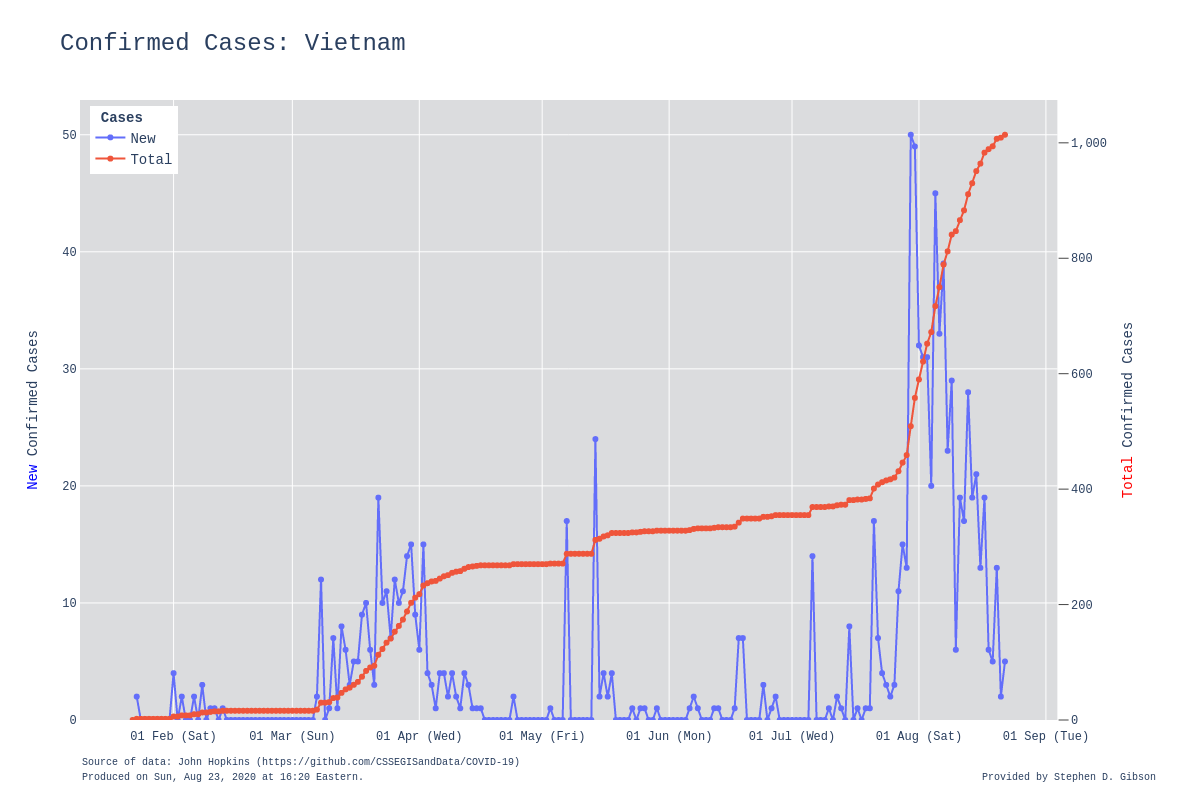 Confirmed Cases: Vietnam
Cases
New
Total
50
40
30
20
10
0
1,000
800
600
400
200
0
New Confirmed Cases
Total Confirmed Cases
01 Feb (Sat) 01 Mar (Sun) 01 Apr (Wed) 01 May (Fri) 01 Jun (Mon) 01 Jul (Wed) 01 Aug (Sat) 01 Sep (Tue)
Source of data: John Hopkins (https://github.com/CSSEGISandData/COVID-19)
Produced on Sun, Aug 23, 2020 at 16:20 Eastern.
Provided by Stephen D. Gibson